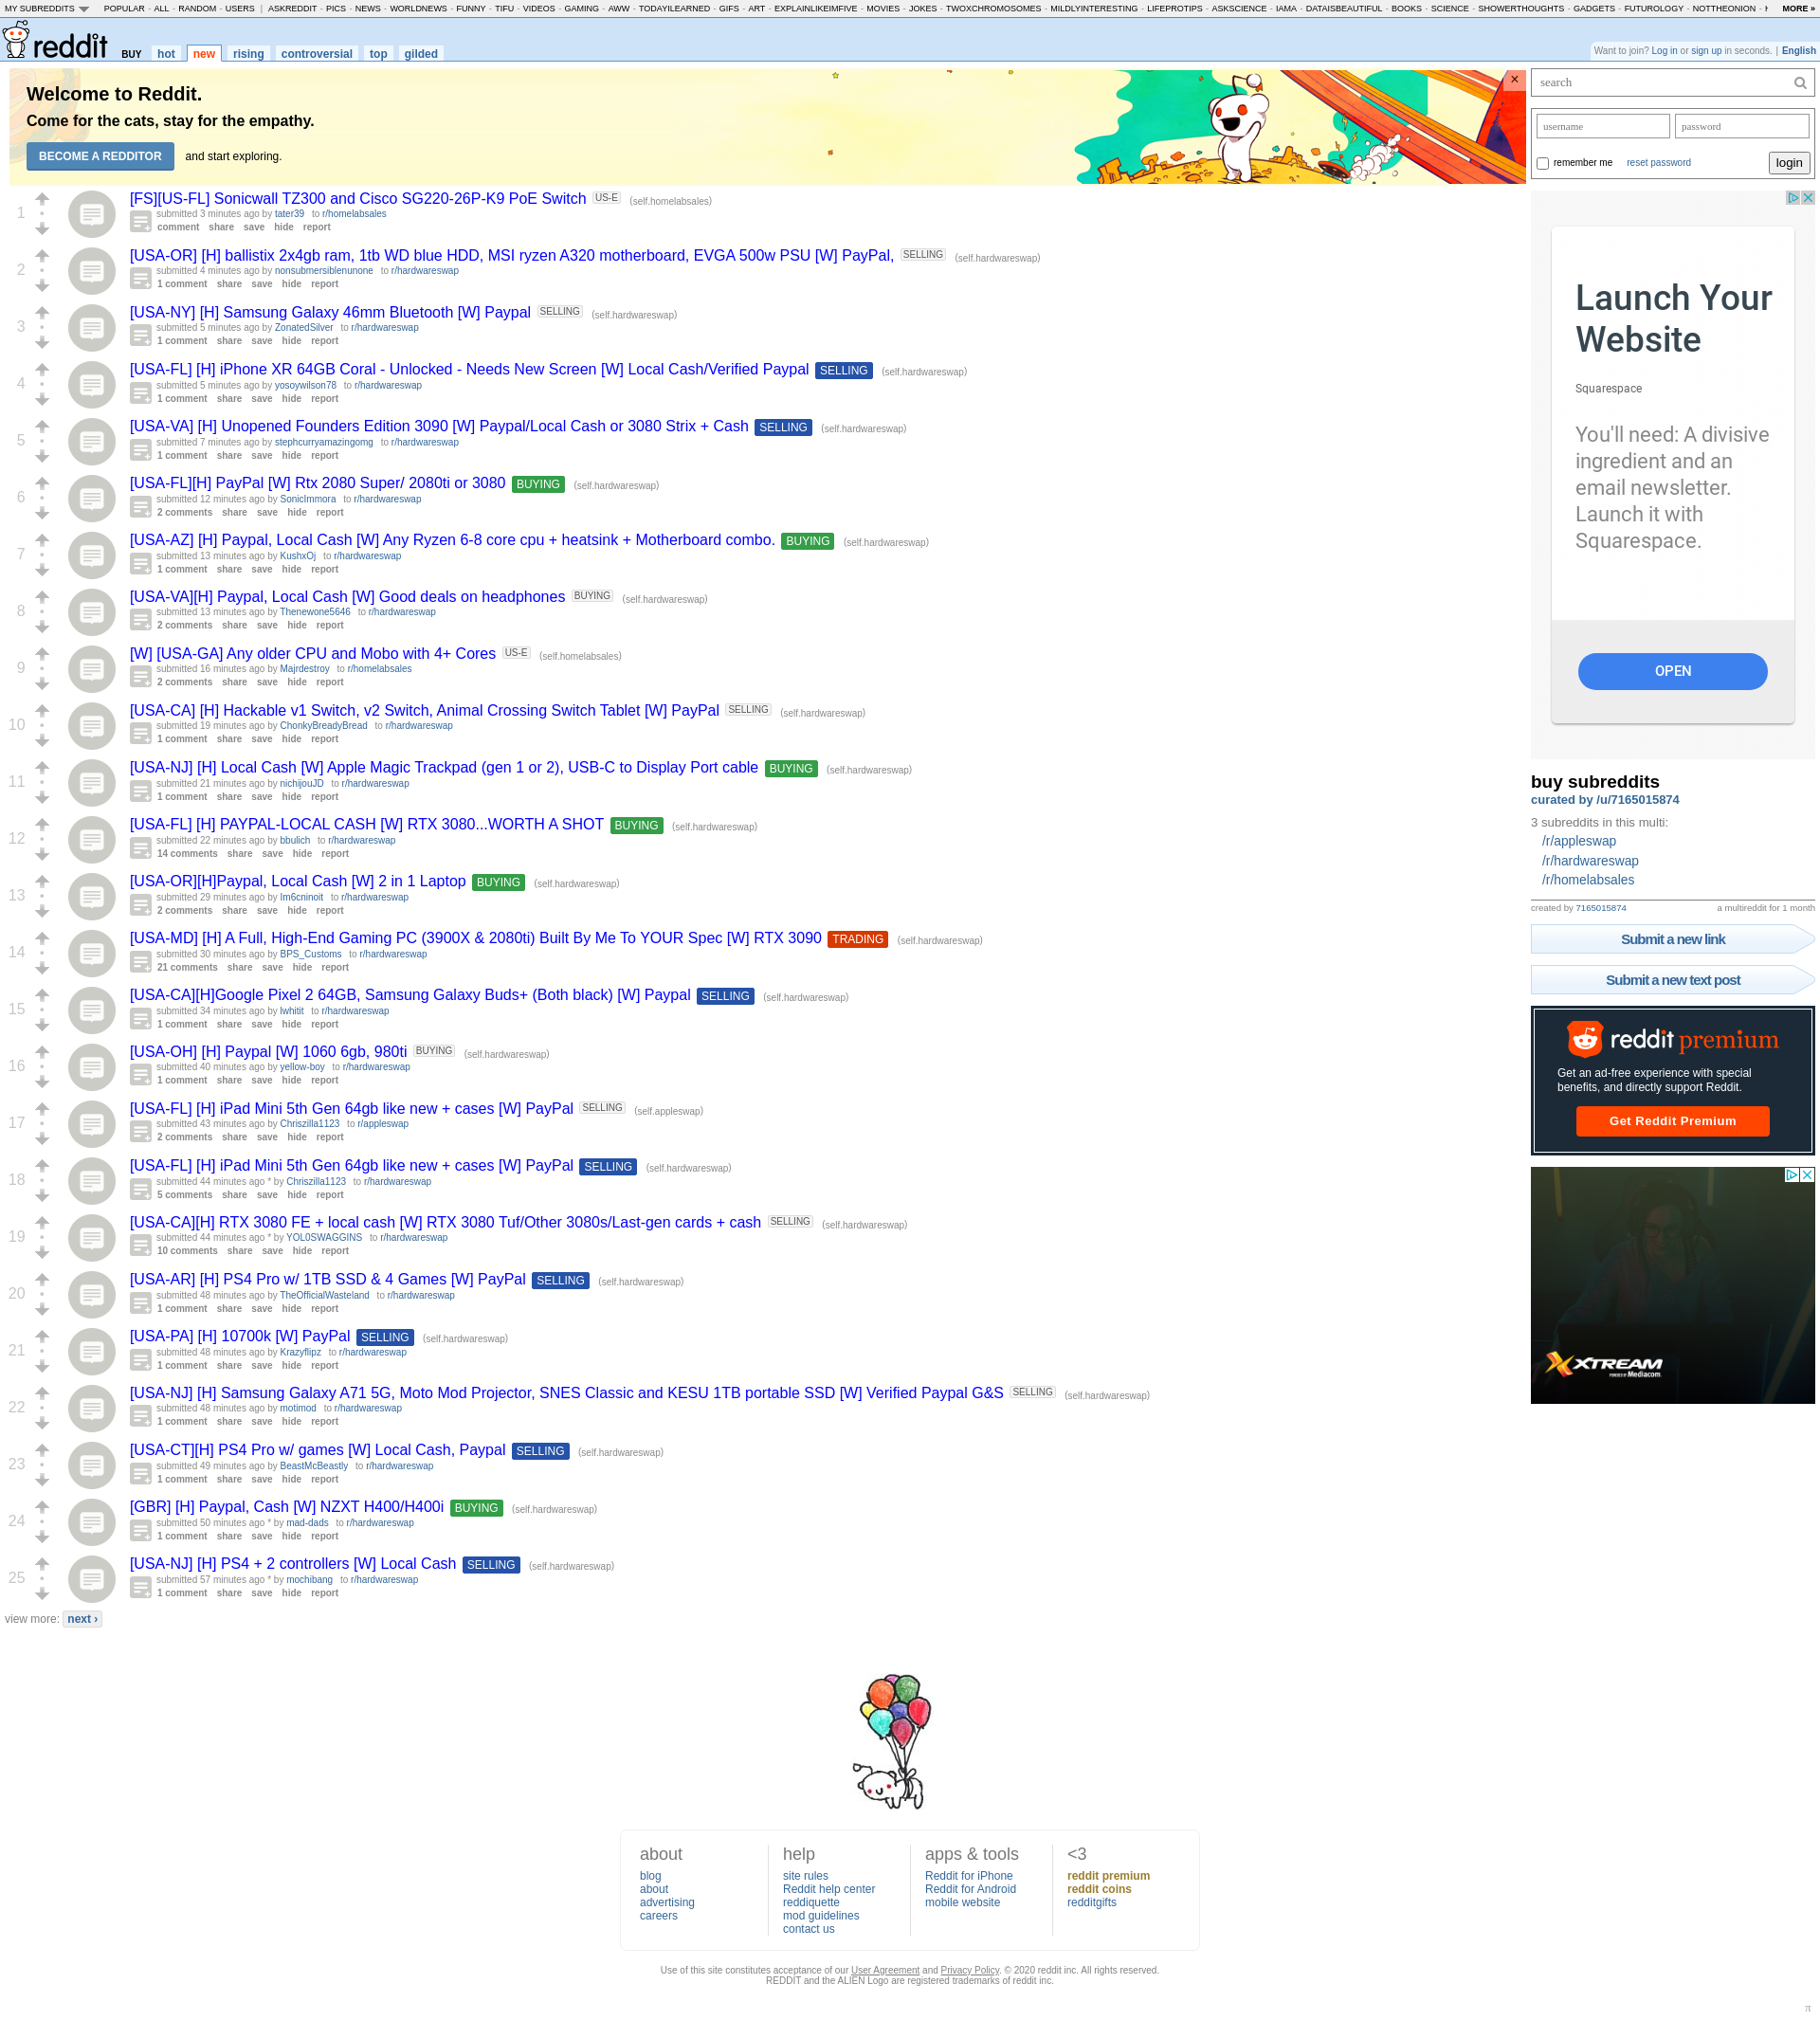 MY SUBREDDITS POPULAR - ALL - RANDOM - USERS | ASKREDDIT - PICS - NEWS - WORLDNEWS - FUNNY - TIFU - VIDEOS - GAMING - AWW - TODAYILEARNED - GIFS - ART - EXPLAINLIKEIMFIVE - MOVIES - JOKES - TWOXCHROMOSOMES - MILDLYINTERESTING - LIFEPROTIPS - ASKSCIENCE - IAMA - DATAISBEAUTIFUL - BOOKS - SCIENCE - SHOWERTHOUGHTS - GADGETS - FUTUROLOGY - NOTTHEONION - MORE »
reddit BUY hot new rising controversial top gilded
Want to join? Log in or sign up in seconds. | English
Welcome to Reddit.
Come for the cats, stay for the empathy.
BECOME A REDDITOR and start exploring.
×
1
[FS][US-FL] Sonicwall TZ300 and Cisco SG220-26P-K9 PoE Switch US-E (self.homelabsales)
submitted 3 minutes ago by tater39 to r/homelabsales
comment share save hide report
2
[USA-OR] [H] ballistix 2x4gb ram, 1tb WD blue HDD, MSI ryzen A320 motherboard, EVGA 500w PSU [W] PayPal, SELLING (self.hardwareswap)
submitted 4 minutes ago by nonsubmersiblenunone to r/hardwareswap
1 comment share save hide report
3
[USA-NY] [H] Samsung Galaxy 46mm Bluetooth [W] Paypal SELLING (self.hardwareswap)
submitted 5 minutes ago by ZonatedSilver to r/hardwareswap
1 comment share save hide report
4
[USA-FL] [H] iPhone XR 64GB Coral - Unlocked - Needs New Screen [W] Local Cash/Verified Paypal SELLING (self.hardwareswap)
submitted 5 minutes ago by yosoywilson78 to r/hardwareswap
1 comment share save hide report
5
[USA-VA] [H] Unopened Founders Edition 3090 [W] Paypal/Local Cash or 3080 Strix + Cash SELLING (self.hardwareswap)
submitted 7 minutes ago by stephcurryamazingomg to r/hardwareswap
1 comment share save hide report
6
[USA-FL][H] PayPal [W] Rtx 2080 Super/ 2080ti or 3080 BUYING (self.hardwareswap)
submitted 12 minutes ago by SonicImmora to r/hardwareswap
2 comments share save hide report
7
[USA-AZ] [H] Paypal, Local Cash [W] Any Ryzen 6-8 core cpu + heatsink + Motherboard combo. BUYING (self.hardwareswap)
submitted 13 minutes ago by KushxOj to r/hardwareswap
1 comment share save hide report
8
[USA-VA][H] Paypal, Local Cash [W] Good deals on headphones BUYING (self.hardwareswap)
submitted 13 minutes ago by Thenewone5646 to r/hardwareswap
2 comments share save hide report
9
[W] [USA-GA] Any older CPU and Mobo with 4+ Cores US-E (self.homelabsales)
submitted 16 minutes ago by Majrdestroy to r/homelabsales
2 comments share save hide report
10
[USA-CA] [H] Hackable v1 Switch, v2 Switch, Animal Crossing Switch Tablet [W] PayPal SELLING (self.hardwareswap)
submitted 19 minutes ago by ChonkyBreadyBread to r/hardwareswap
1 comment share save hide report
11
[USA-NJ] [H] Local Cash [W] Apple Magic Trackpad (gen 1 or 2), USB-C to Display Port cable BUYING (self.hardwareswap)
submitted 21 minutes ago by nichijouJD to r/hardwareswap
1 comment share save hide report
12
[USA-FL] [H] PAYPAL-LOCAL CASH [W] RTX 3080...WORTH A SHOT BUYING (self.hardwareswap)
submitted 22 minutes ago by bbulich to r/hardwareswap
14 comments share save hide report
13
[USA-OR][H]Paypal, Local Cash [W] 2 in 1 Laptop BUYING (self.hardwareswap)
submitted 29 minutes ago by Im6cninoit to r/hardwareswap
2 comments share save hide report
14
[USA-MD] [H] A Full, High-End Gaming PC (3900X & 2080ti) Built By Me To YOUR Spec [W] RTX 3090 TRADING (self.hardwareswap)
submitted 30 minutes ago by BPS_Customs to r/hardwareswap
21 comments share save hide report
15
[USA-CA][H]Google Pixel 2 64GB, Samsung Galaxy Buds+ (Both black) [W] Paypal SELLING (self.hardwareswap)
submitted 34 minutes ago by lwhitit to r/hardwareswap
1 comment share save hide report
16
[USA-OH] [H] Paypal [W] 1060 6gb, 980ti BUYING (self.hardwareswap)
submitted 40 minutes ago by yellow-boy to r/hardwareswap
1 comment share save hide report
17
[USA-FL] [H] iPad Mini 5th Gen 64gb like new + cases [W] PayPal SELLING (self.appleswap)
submitted 43 minutes ago by Chriszilla1123 to r/appleswap
2 comments share save hide report
18
[USA-FL] [H] iPad Mini 5th Gen 64gb like new + cases [W] PayPal SELLING (self.hardwareswap)
submitted 44 minutes ago * by Chriszilla1123 to r/hardwareswap
5 comments share save hide report
19
[USA-CA][H] RTX 3080 FE + local cash [W] RTX 3080 Tuf/Other 3080s/Last-gen cards + cash SELLING (self.hardwareswap)
submitted 44 minutes ago * by YOL0SWAGGINS to r/hardwareswap
10 comments share save hide report
20
[USA-AR] [H] PS4 Pro w/ 1TB SSD & 4 Games [W] PayPal SELLING (self.hardwareswap)
submitted 48 minutes ago by TheOfficialWasteland to r/hardwareswap
1 comment share save hide report
21
[USA-PA] [H] 10700k [W] PayPal SELLING (self.hardwareswap)
submitted 48 minutes ago by Krazyflipz to r/hardwareswap
1 comment share save hide report
22
[USA-NJ] [H] Samsung Galaxy A71 5G, Moto Mod Projector, SNES Classic and KESU 1TB portable SSD [W] Verified Paypal G&S SELLING (self.hardwareswap)
submitted 48 minutes ago by motimod to r/hardwareswap
1 comment share save hide report
23
[USA-CT][H] PS4 Pro w/ games [W] Local Cash, Paypal SELLING (self.hardwareswap)
submitted 49 minutes ago by BeastMcBeastly to r/hardwareswap
1 comment share save hide report
24
[GBR] [H] Paypal, Cash [W] NZXT H400/H400i BUYING (self.hardwareswap)
submitted 50 minutes ago * by mad-dads to r/hardwareswap
1 comment share save hide report
25
[USA-NJ] [H] PS4 + 2 controllers [W] Local Cash SELLING (self.hardwareswap)
submitted 57 minutes ago * by mochibang to r/hardwareswap
1 comment share save hide report
view more: next ›
search
username password
remember me reset password login
Launch Your
Website
Squarespace
You'll need: A divisive
ingredient and an
email newsletter.
Launch it with
Squarespace.
OPEN
buy subreddits
curated by /u/7165015874
3 subreddits in this multi:
/r/appleswap
/r/hardwareswap
/r/homelabsales
created by 7165015874 a multireddit for 1 month
Submit a new link
Submit a new text post
reddit premium
Get an ad-free experience with special
benefits, and directly support Reddit.
Get Reddit Premium
XTREAM
POWERED BY Mediacom
about
blog
about
advertising
careers
help
site rules
Reddit help center
reddiquette
mod guidelines
contact us
apps & tools
Reddit for iPhone
Reddit for Android
mobile website
<3
reddit premium
reddit coins
redditgifts
Use of this site constitutes acceptance of our User Agreement and Privacy Policy. © 2020 reddit inc. All rights reserved.
REDDIT and the ALIEN Logo are registered trademarks of reddit inc.
π